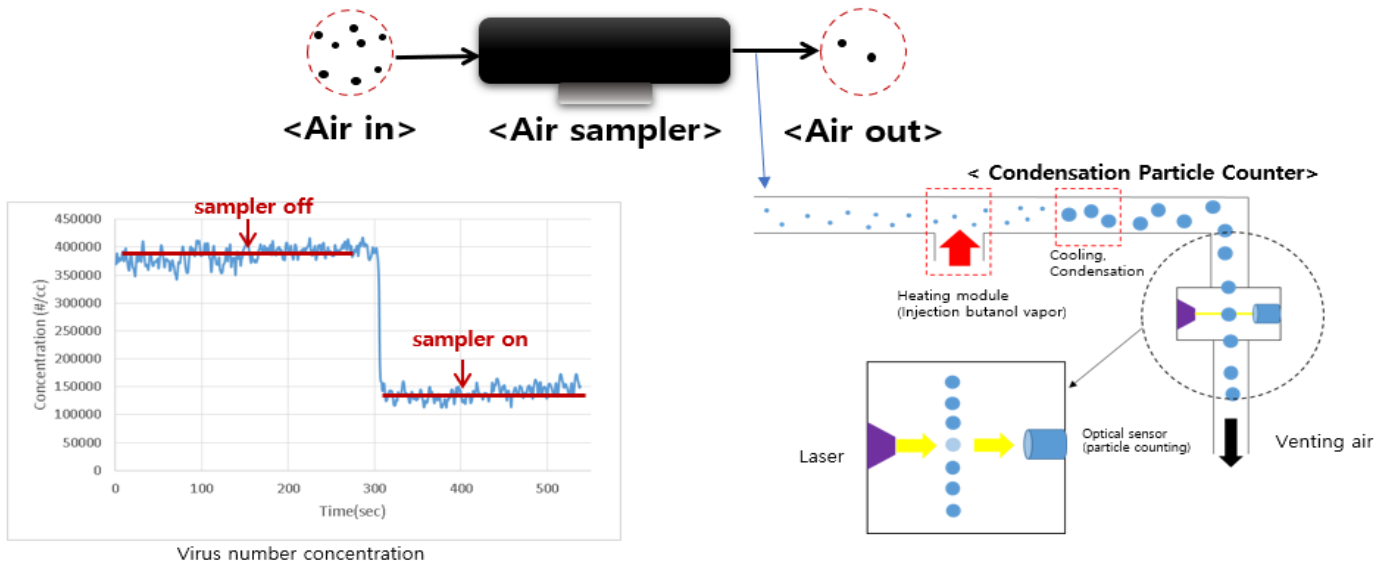 <Air in>
<Air sampler>
<Air out>
< Condensation Particle Counter>
Cooling,
Condensation
Heating module
(Injection butanol vapor)
Laser
Optical sensor
(particle counting)
Venting air
sampler off
sampler on
Concentration (#/cc)
450000
400000
350000
300000
250000
200000
150000
100000
50000
0
0 100 200 300 400 500
Time(sec)
Virus number concentration